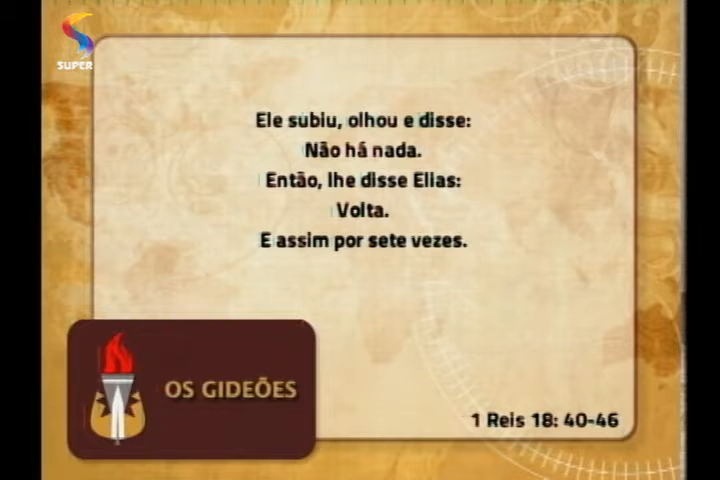 SUPER
Ele subiu, olhou e disse:
Não há nada.
Então, lhe disse Elias:
Volta.
E assim por sete vezes.
OS GIDEÕES
1 Reis 18: 40-46